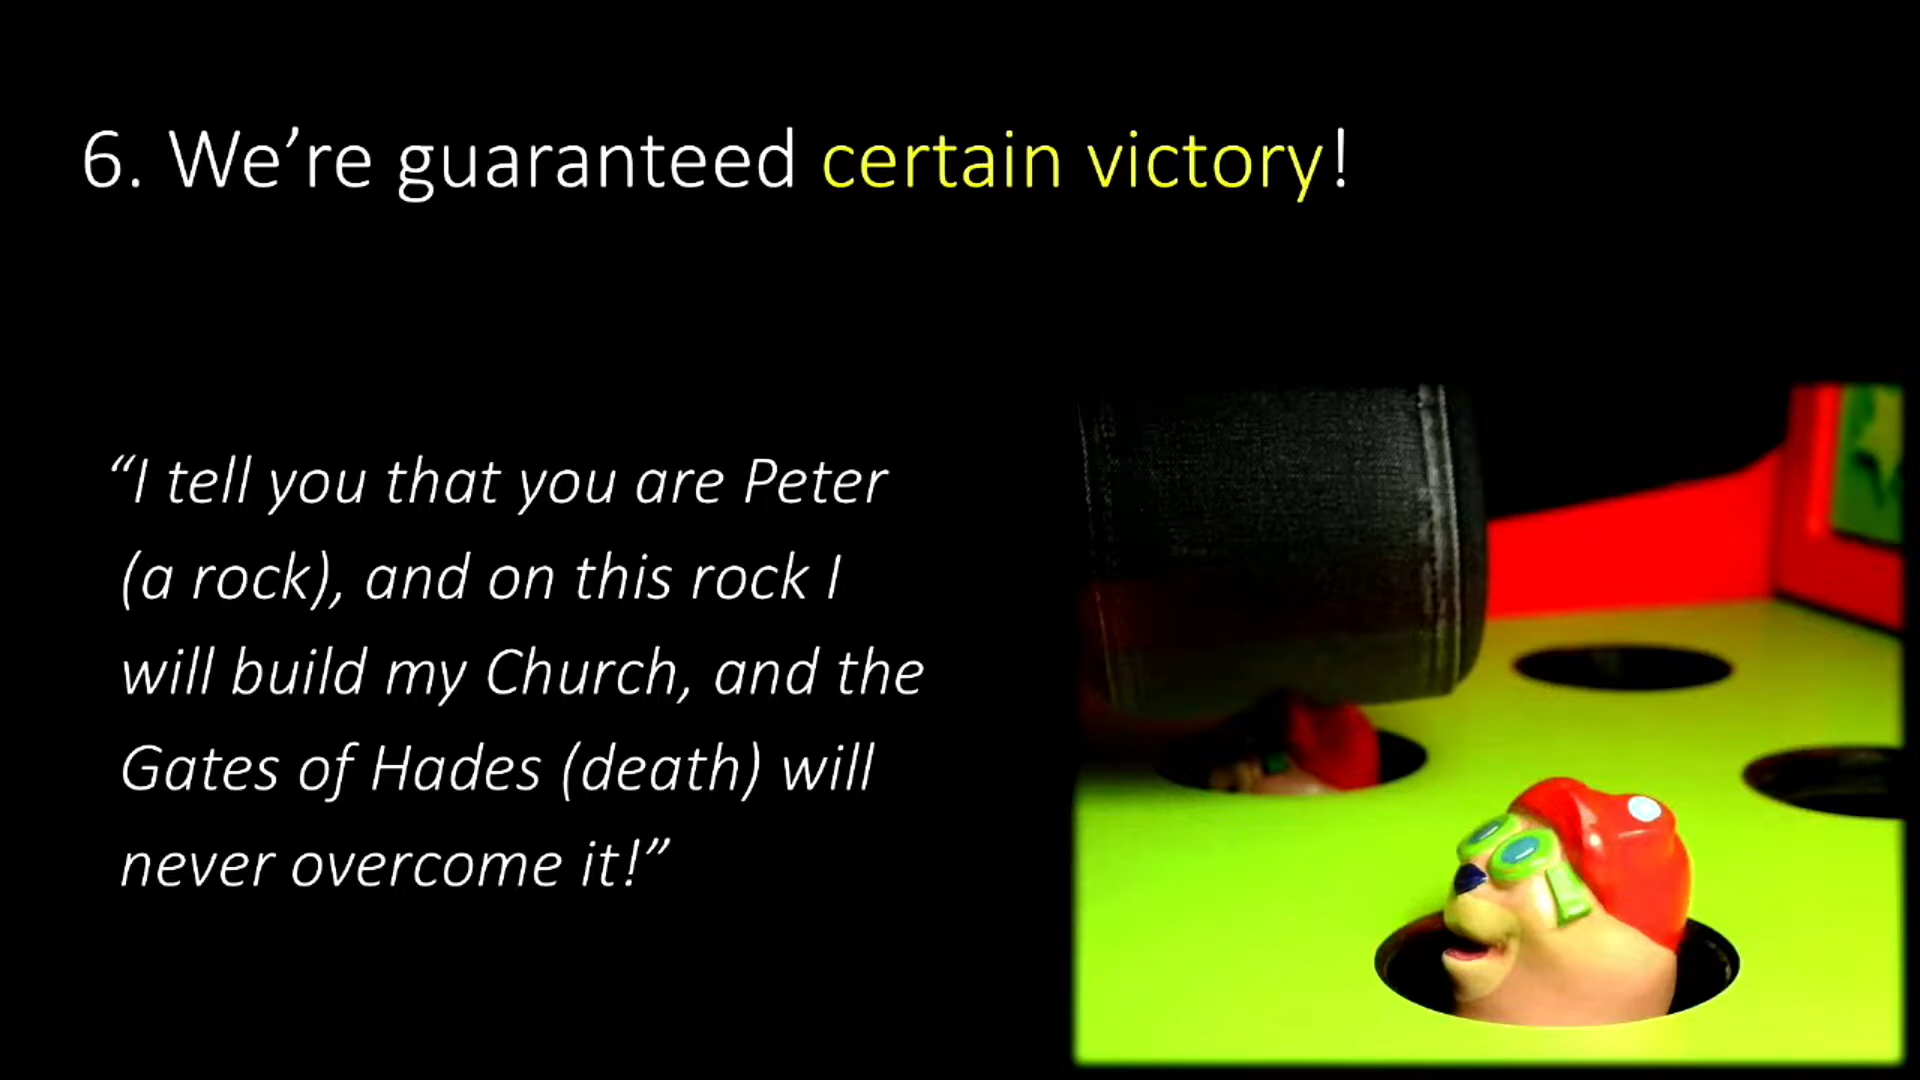 6. We’re guaranteed certain victory!
“I tell you that you are Peter
(a rock), and on this rock I
will build my Church, and the
Gates of Hades (death) will
never overcome it!”